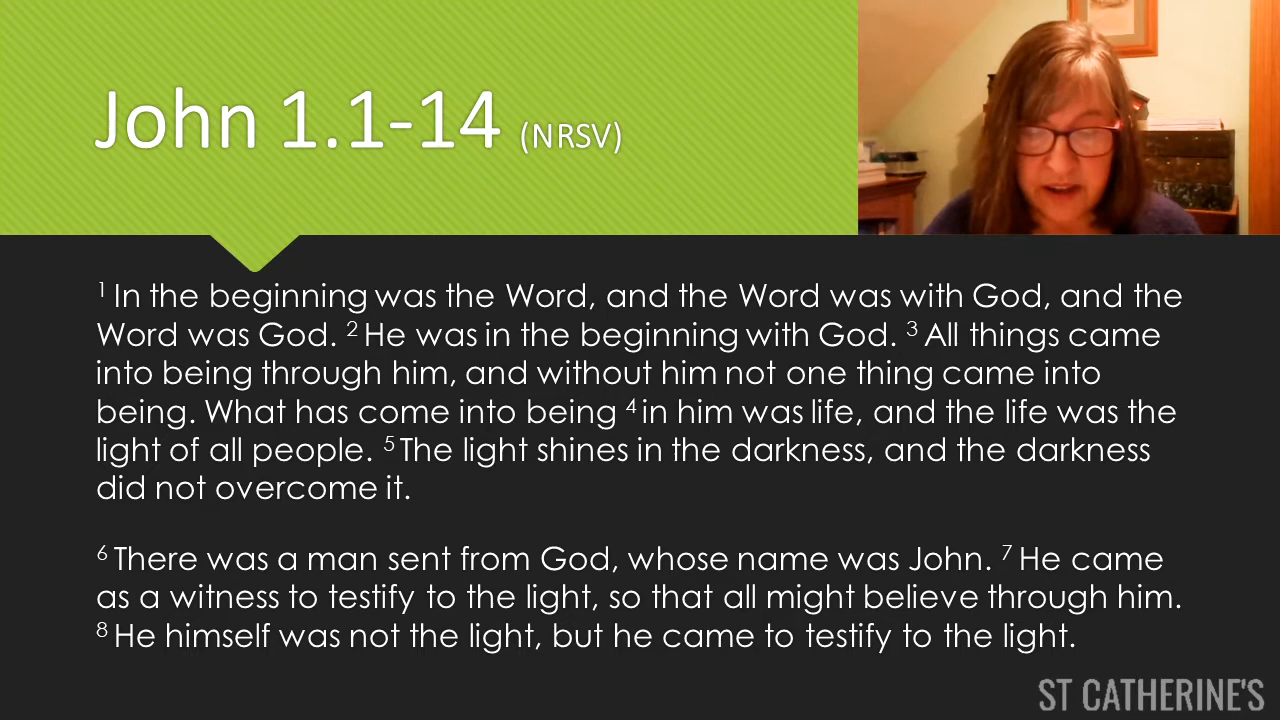 John 1.1-14 (NRSV)
¹ In the beginning was the Word, and the Word was with God, and the
Word was God. ² He was in the beginning with God. ³ All things came
into being through him, and without him not one thing came into
being. What has come into being ⁴ in him was life, and the life was the
light of all people. ⁵ The light shines in the darkness, and the darkness
did not overcome it.
⁶ There was a man sent from God, whose name was John. ⁷ He came
as a witness to testify to the light, so that all might believe through him.
⁸ He himself was not the light, but he came to testify to the light.
ST CATHERINE'S